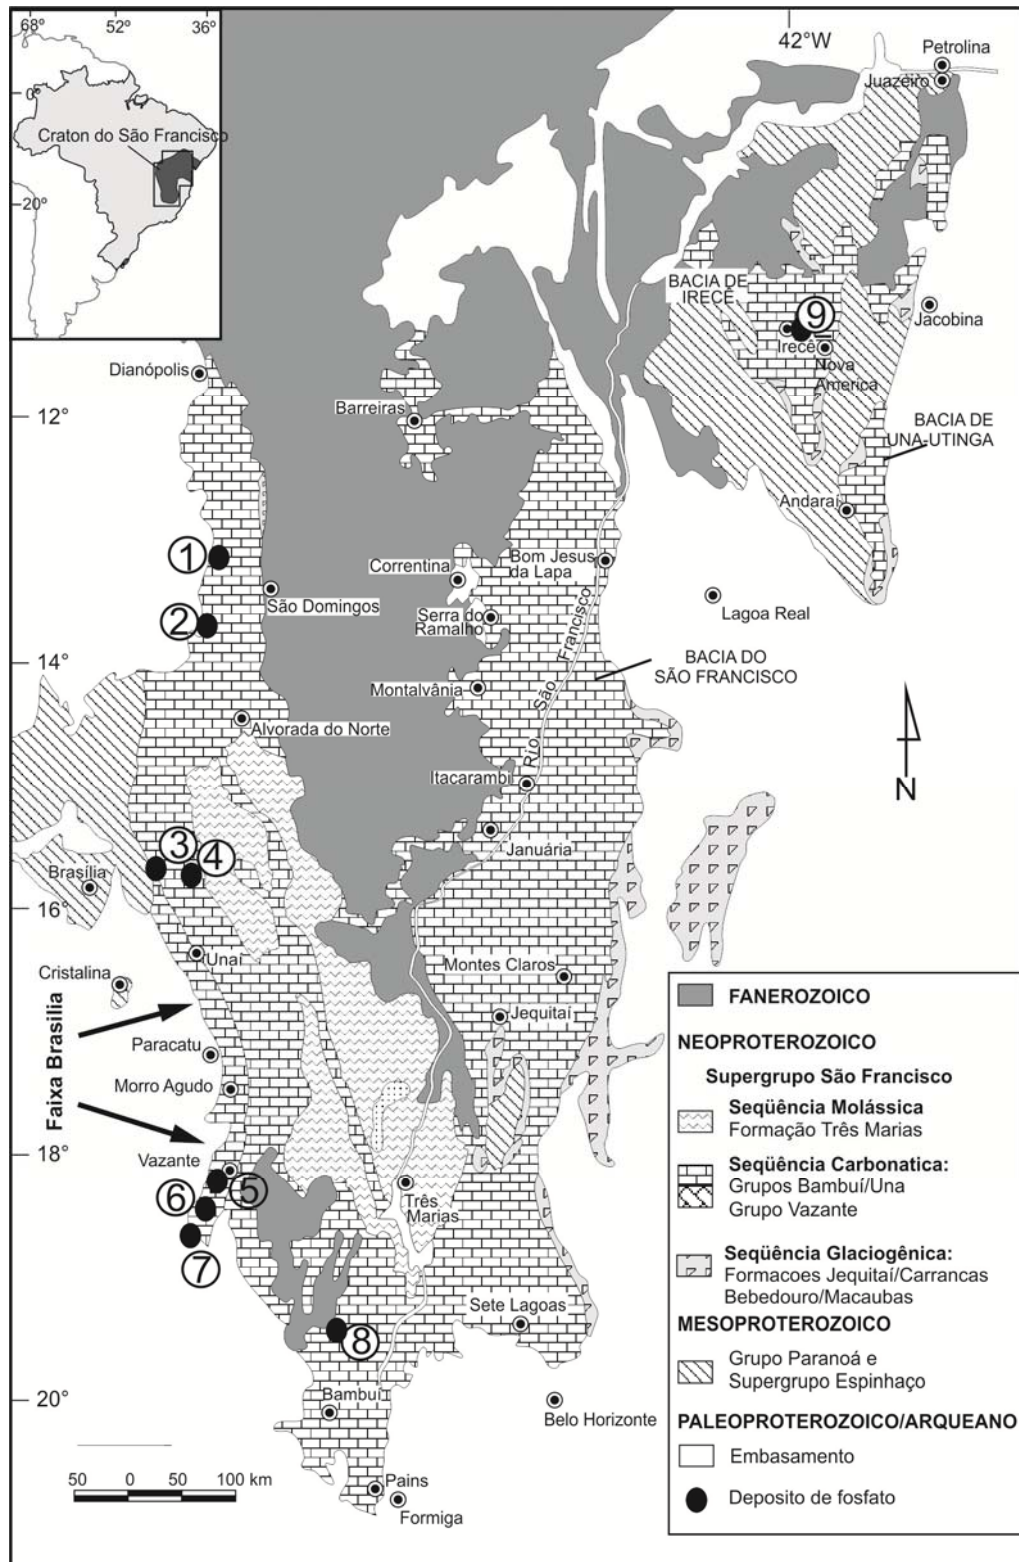 68°
52°
36°
0°
20°
Craton do São Francisco
42°W
Petrolina
Juazeiro
BACIA DE
IRECÊ
9
Irecê
Nova
America
Jacobina
Dianópolis
12°
Barreiras
BACIA DE
UNA-UTINGA
Andaraí
1
Correntina
Bom Jesus
da Lapa
São Domingos
2
Serra do
Ramalho
Lagoa Real
14°
Montalvânia
BACIA DO
SÃO FRANCISCO
Alvorada do Norte
Rio São Francisco
Itacarambi
N
3
4
Januária
Brasília
16°
Unaí
Cristalina
Montes Claros
Jequitaí
Faixa Brasilia
Paracatu
Morro Agudo
18°
Vazante
5
6
7
Três
Marias
Sete Lagoas
8
20°
Bambuí
Belo Horizonte
Pains
Formiga
50 0 50 100 km
FANEROZOICO
NEOPROTEROZOICO
Supergrupo São Francisco
Seqüência Molássica
Formação Três Marias
Seqüência Carbonatica:
Grupos Bambuí/Una
Grupo Vazante
Seqüência Glaciogênica:
Formacoes Jequitaí/Carrancas
Bebedouro/Macaubas
MESOPROTEROZOICO
Grupo Paranoá e
Supergrupo Espinhaço
PALEOPROTEROZOICO/ARQUEANO
Embasamento
Deposito de fosfato